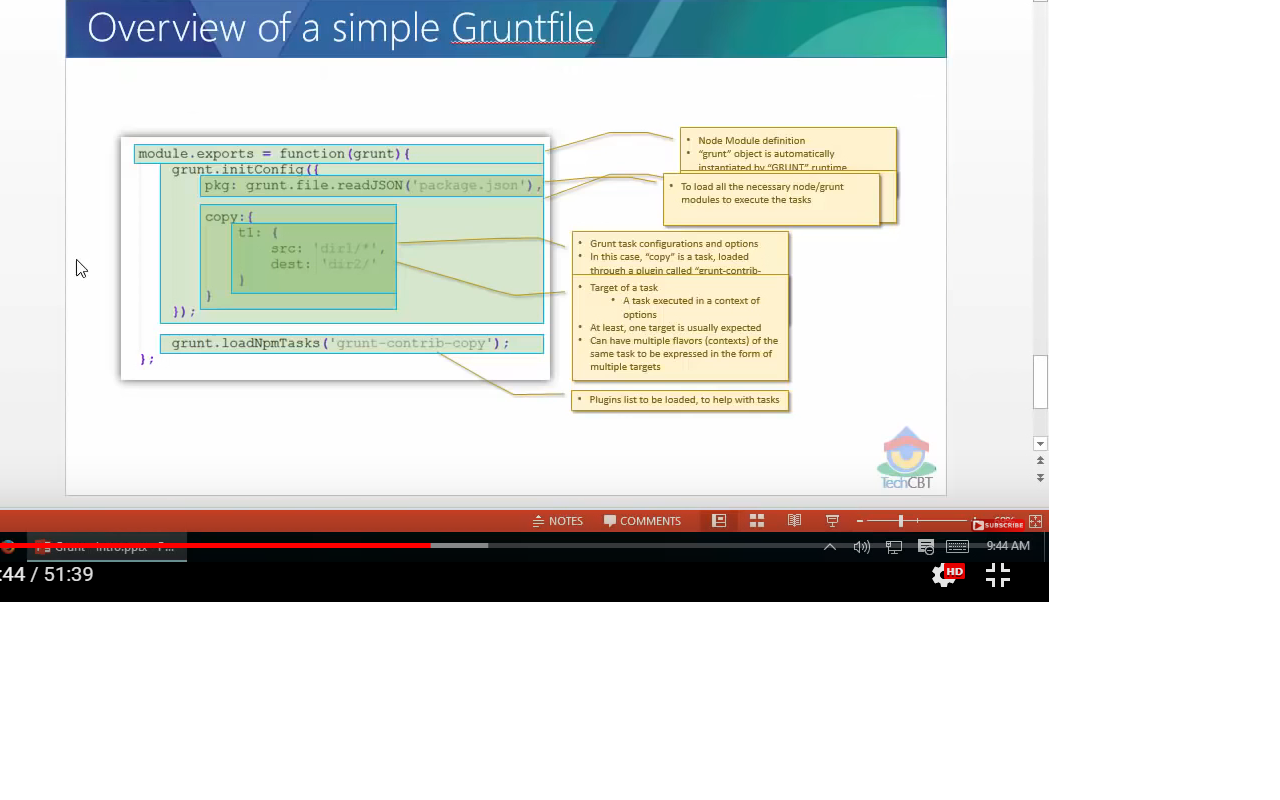 Overview of a simple Gruntfile
module.exports = function(grunt){
grunt.initConfig({
pkg: grunt.file.readJSON('package.json'),
copy:{
t1: {
src: 'dir1/*',
dest: 'dir2/'
}
}
});
grunt.loadNpmTasks('grunt-contrib-copy');
};
• Node Module definition
• "grunt" object is automatically
instantiated by "GRUNT" runtime
• To load all the necessary node/grunt
modules to execute the tasks
• Grunt task configurations and options
• In this case, "copy" is a task, loaded
through a plugin called "grunt-contrib-
• Target of a task
• A task executed in a context of
options
• At least, one target is usually expected
• Can have multiple flavors (contexts) of the
same task to be expressed in the form of
multiple targets
• Plugins list to be loaded, to help with tasks
TechCBT
NOTES
COMMENTS
SUBSCRIBE
Grunt - Intro.pptx - P...
9:44 AM
:44 / 51:39
HD